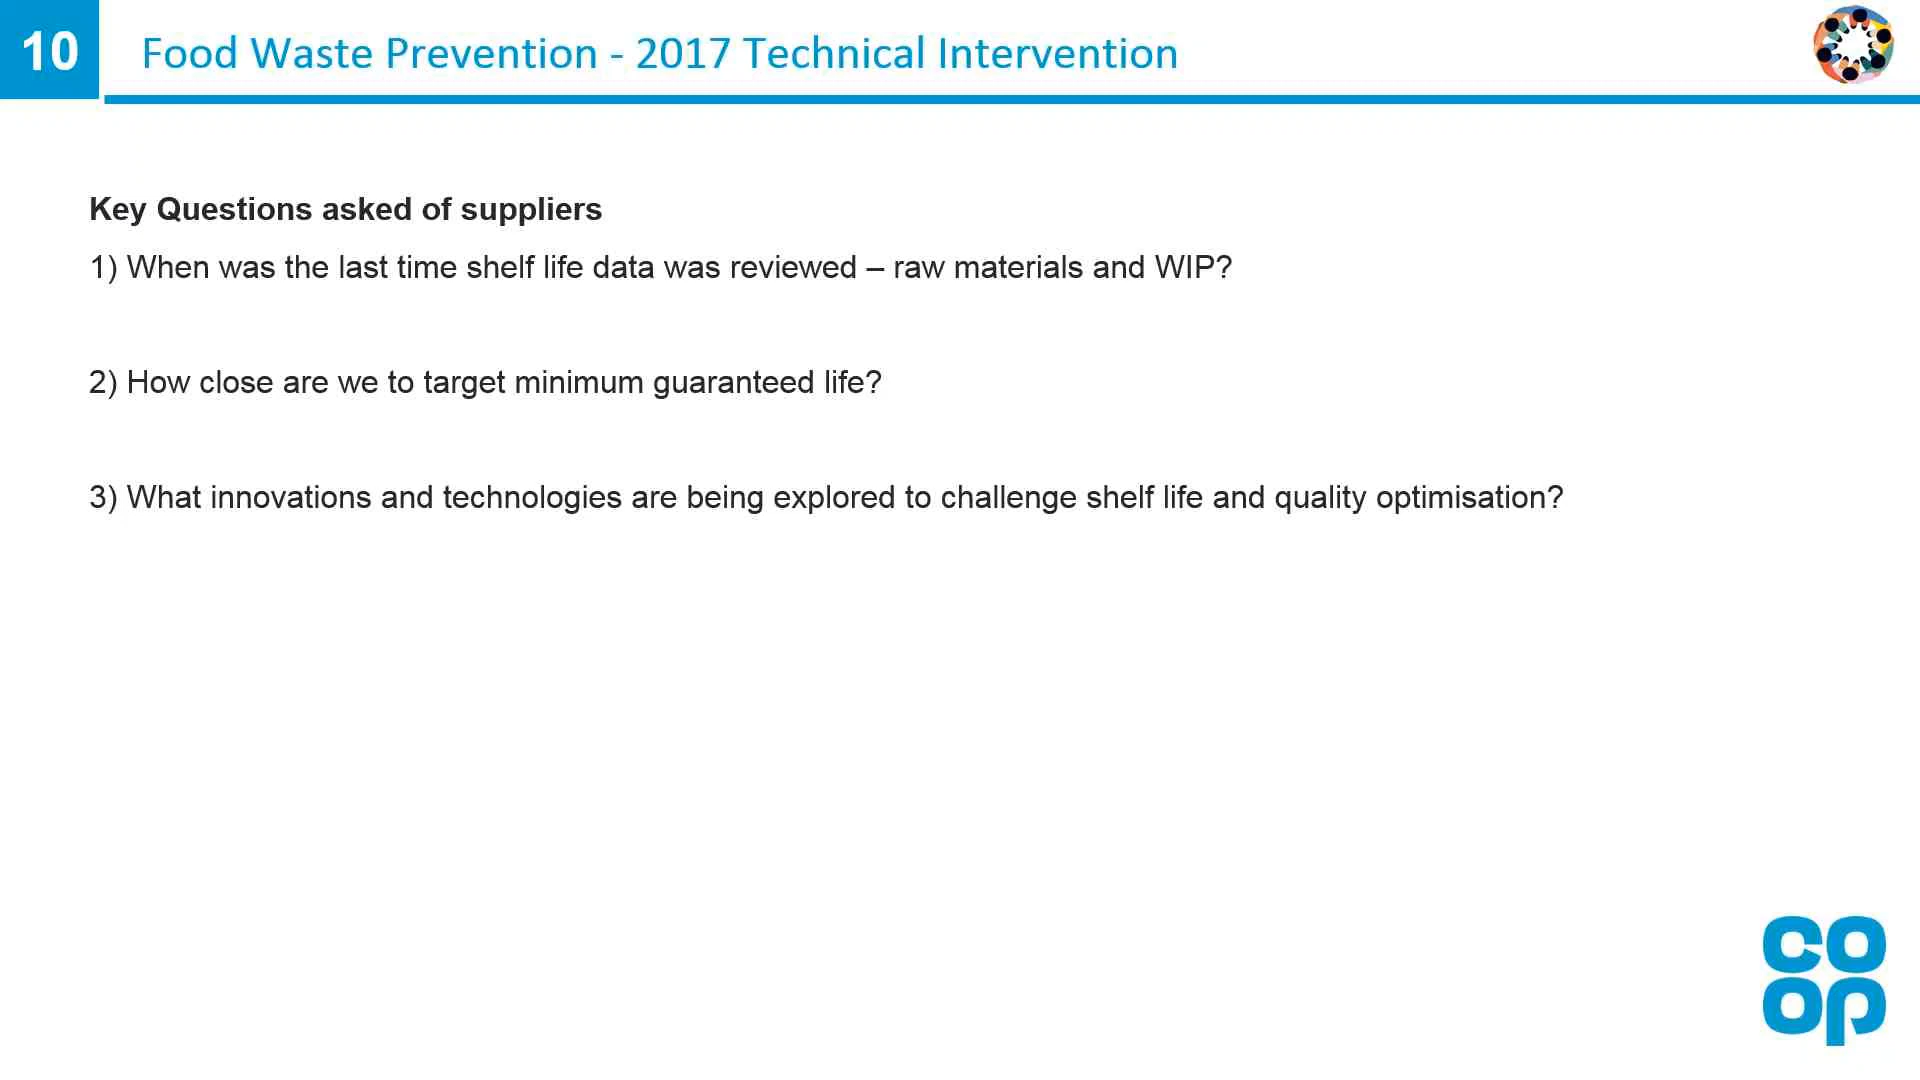 10
Food Waste Prevention - 2017 Technical Intervention
Key Questions asked of suppliers
1) When was the last time shelf life data was reviewed – raw materials and WIP?
2) How close are we to target minimum guaranteed life?
3) What innovations and technologies are being explored to challenge shelf life and quality optimisation?
co
op